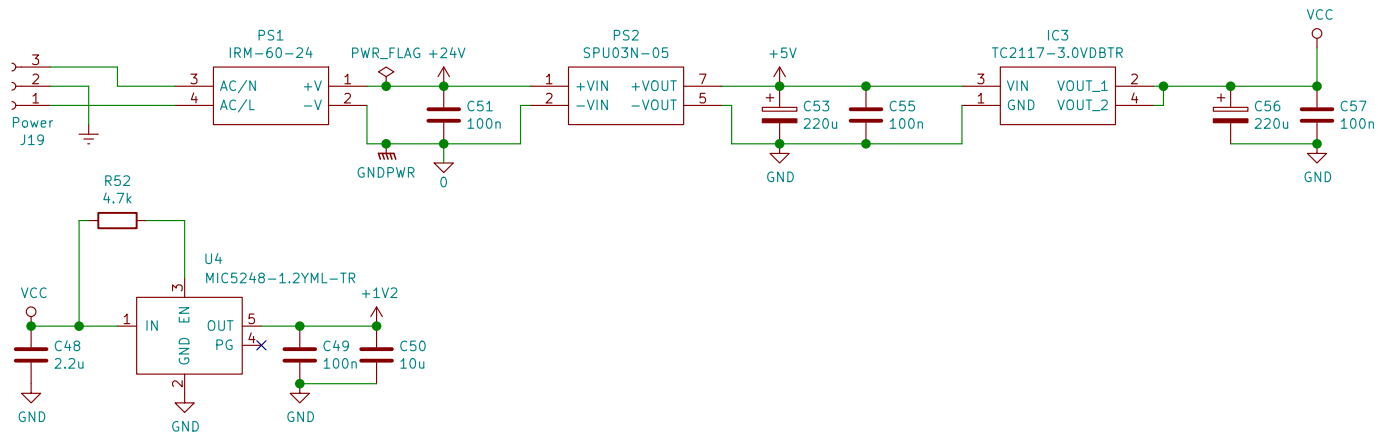 VCC
PS1
IRM-60-24
PWR_FLAG +24V
PS2
SPU03N-05
+5V
IC3
TC2117-3.0VDBTR
3
2
1
Power
J19
3 AC/N +V 1
4 AC/L -V 2
C51
100n
GNDPWR
0
1 +VIN +VOUT 7
2 -VIN -VOUT 5
+
C53
220u
C55
100n
GND
3 VIN VOUT_1 2
1 GND VOUT_2 4
+
C56
220u
C57
100n
GND
R52
4.7k
U4
MIC5248-1.2YML-TR
VCC
3
+1V2
1 IN EN OUT 5
GND PG 4
2
C48
2.2u
C49
100n
C50
10u
GND
GND
GND